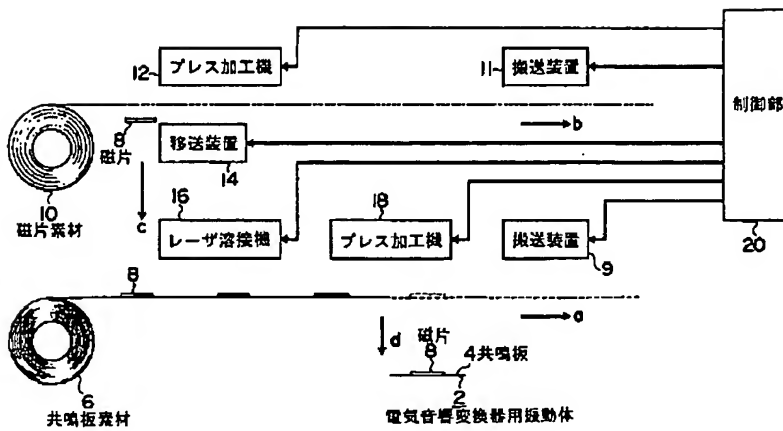 12 プレス加工機
11 搬送装置
制御部
8
磁片
移送装置
b
14
10
磁片素材
c
16
レーザ溶接機
18
プレス加工機
搬送装置
9
20
8
a
d
磁片
8
4共鳴板
2
6
共鳴板素材
電気音響変換器用振動体